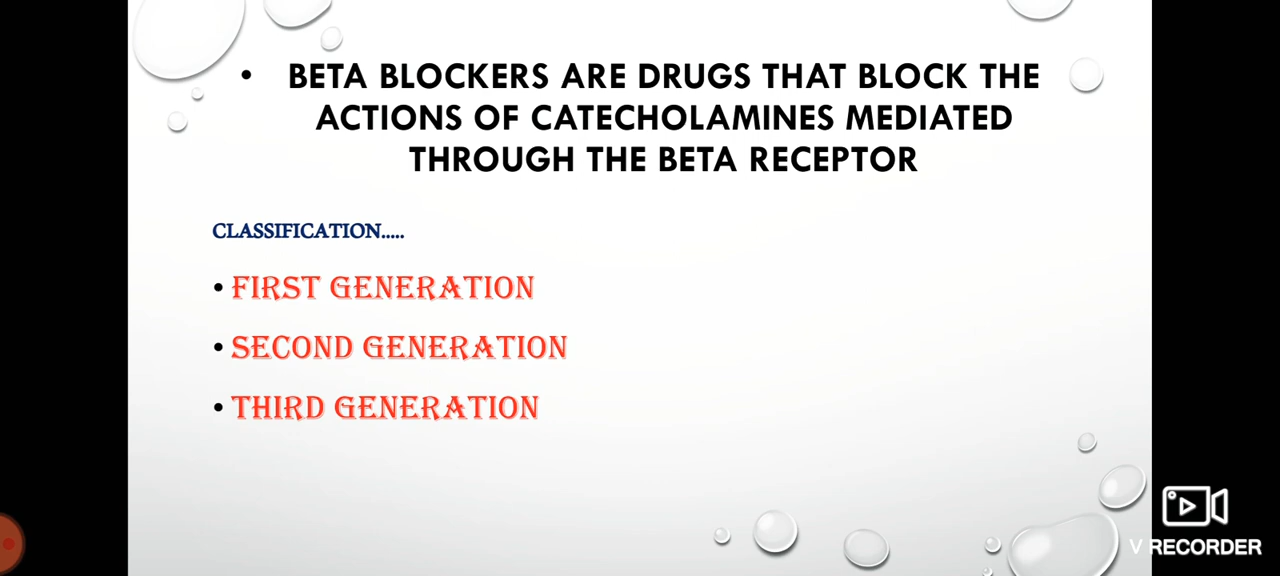 • BETA BLOCKERS ARE DRUGS THAT BLOCK THE
ACTIONS OF CATECHOLAMINES MEDIATED
THROUGH THE BETA RECEPTOR
CLASSIFICATION.....
• FIRST GENERATION
• SECOND GENERATION
• THIRD GENERATION
V RECORDER